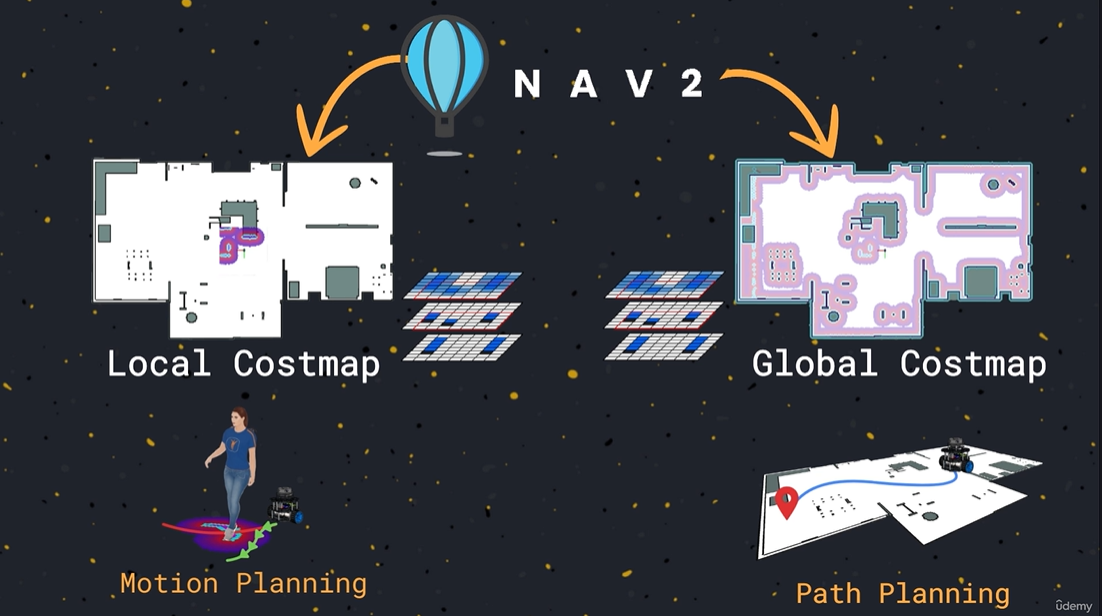 N A V 2
Local Costmap
Global Costmap
Motion Planning
Path Planning
ûdemy